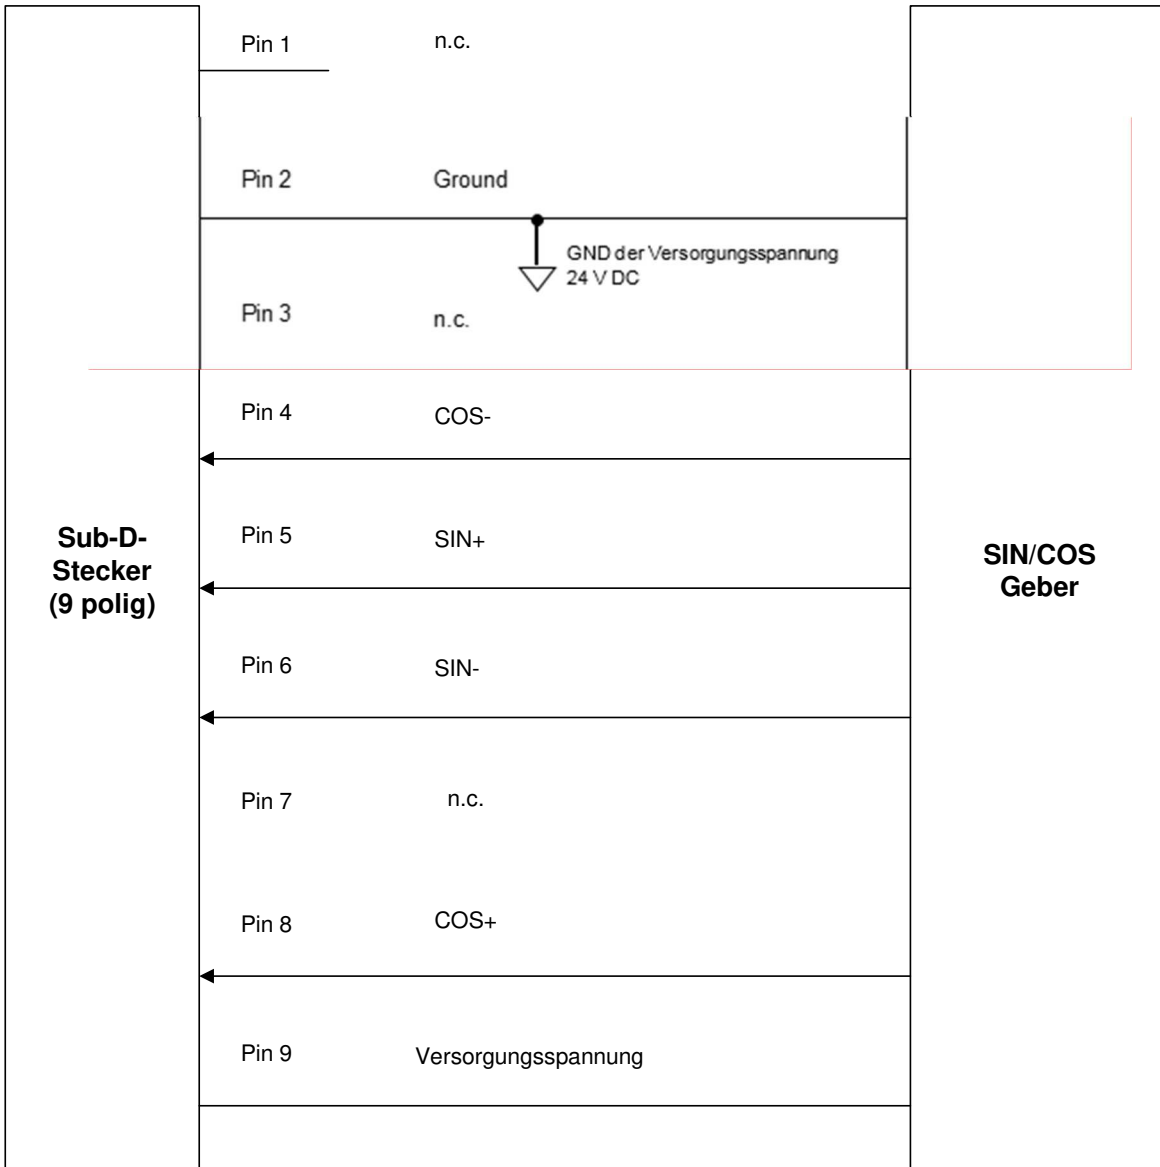 Pin 1
n.c.
Pin 2
Ground
GND der Versorgungsspannung
24 V DC
Pin 3
n.c.
Pin 4
COS-
Pin 5
SIN+
Sub-D-
Stecker
(9 polig)
SIN/COS
Geber
Pin 6
SIN-
Pin 7
n.c.
Pin 8
COS+
Pin 9
Versorgungsspannung